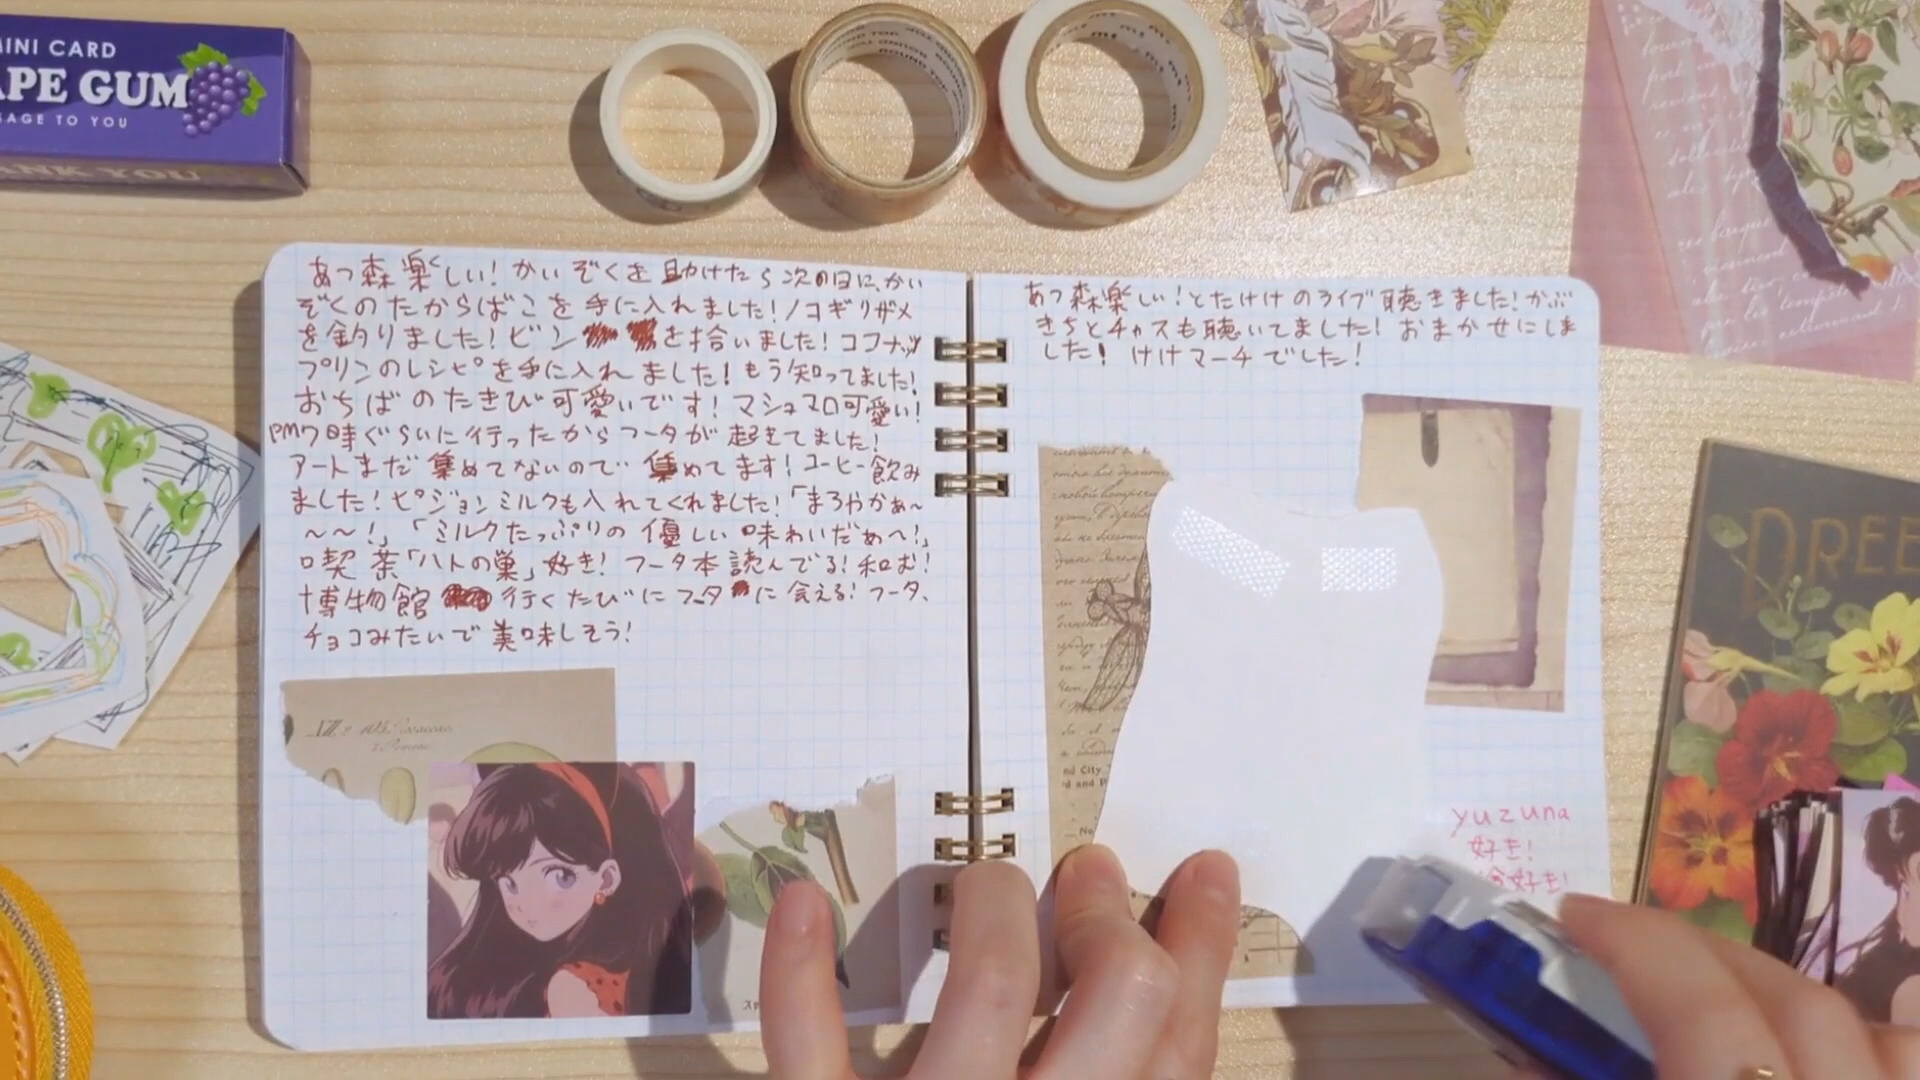 MINI CARD
APE GUM
SAGE TO YOU
ANK YOU
あつ森楽しい!かいぞくを助けたら次の日に、かい
ぞくのたからばこを手に入れました!ノコギリザメ
を釣りました!ビン を拾いました!ココナッツ
プリンのレシピを手に入れました!もう知ってました!
おちばのたきび可愛いです!マシュマロ可愛い!
PM7時ぐらいに行ったからフータが起きてました!
アートまだ集めてないので集めてます!コーヒー飲み
ました!ピジョンミルクも入れてくれました!「まろやかぁ〜
〜〜!」「ミルクたっぷりの優しい味わいだぁへ!」
喫茶「ハトの巣」好き!フータ本読んでる!和む!
博物館 行くたびにフータ に会える!フータ、
チョコみたいで美味しそう!
あつ森楽しい!とたけけのライブ聴きました!かぶ
きちとチャスも聴いてました!おまかせにしま
した!けけマーチでした!
yuzuna
好き!
好き!
mt mt
nd City
DREE